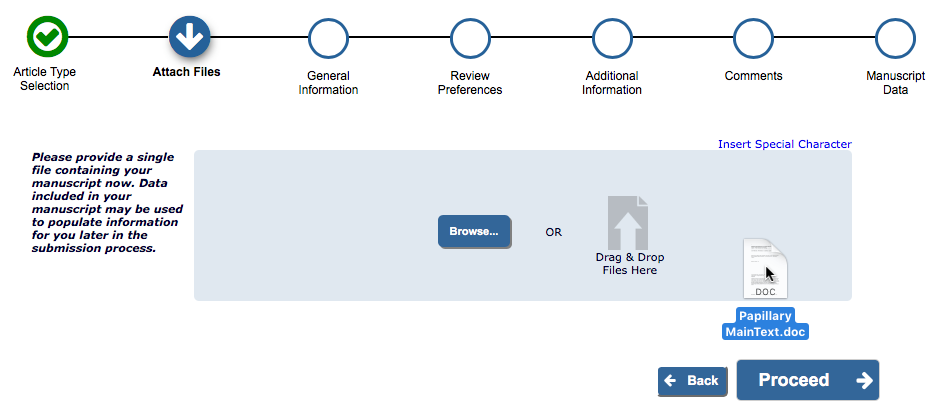 Article Type
Selection
Attach Files
General
Information
Review
Preferences
Additional
Information
Comments
Manuscript
Data
Insert Special Character
Please provide a single
file containing your
manuscript now. Data
included in your
manuscript may be used
to populate information
for you later in the
submission process.
Browse...
OR
Drag & Drop
Files Here
.DOC
Papillary
MainText.doc
Back
Proceed